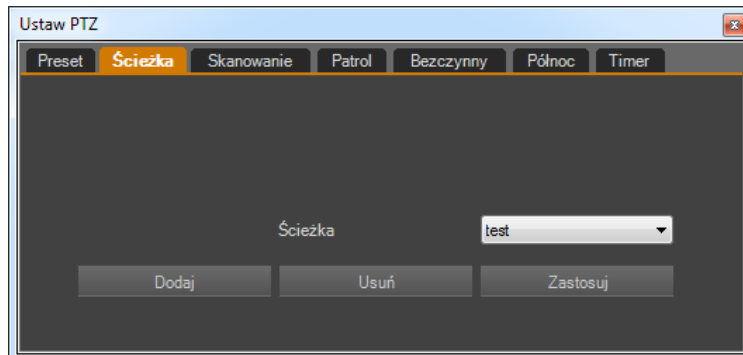 Ustaw PTZ
Preset Ścieżka Skanowanie Patrol Bezczynny Północ Timer
Ścieżka test
Dodaj Usuń Zastosuj